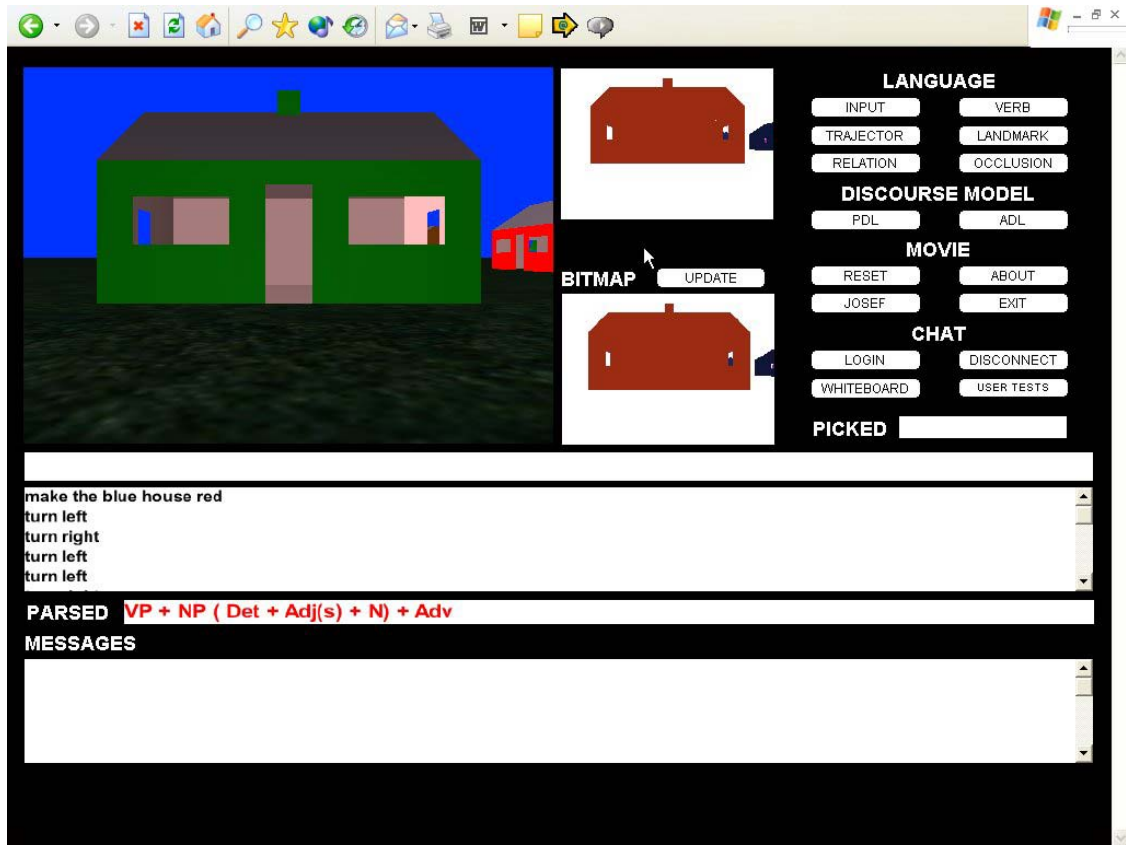 LANGUAGE
INPUT VERB
TRAJECTOR LANDMARK
RELATION OCCLUSION
DISCOURSE MODEL
PDL ADL
MOVIE
BITMAP UPDATE
RESET ABOUT
JOSEF EXIT
CHAT
LOGIN DISCONNECT
WHITEBOARD USER TESTS
PICKED
make the blue house red
turn left
turn right
turn left
turn left
PARSED VP + NP ( Det + Adj(s) + N) + Adv
MESSAGES